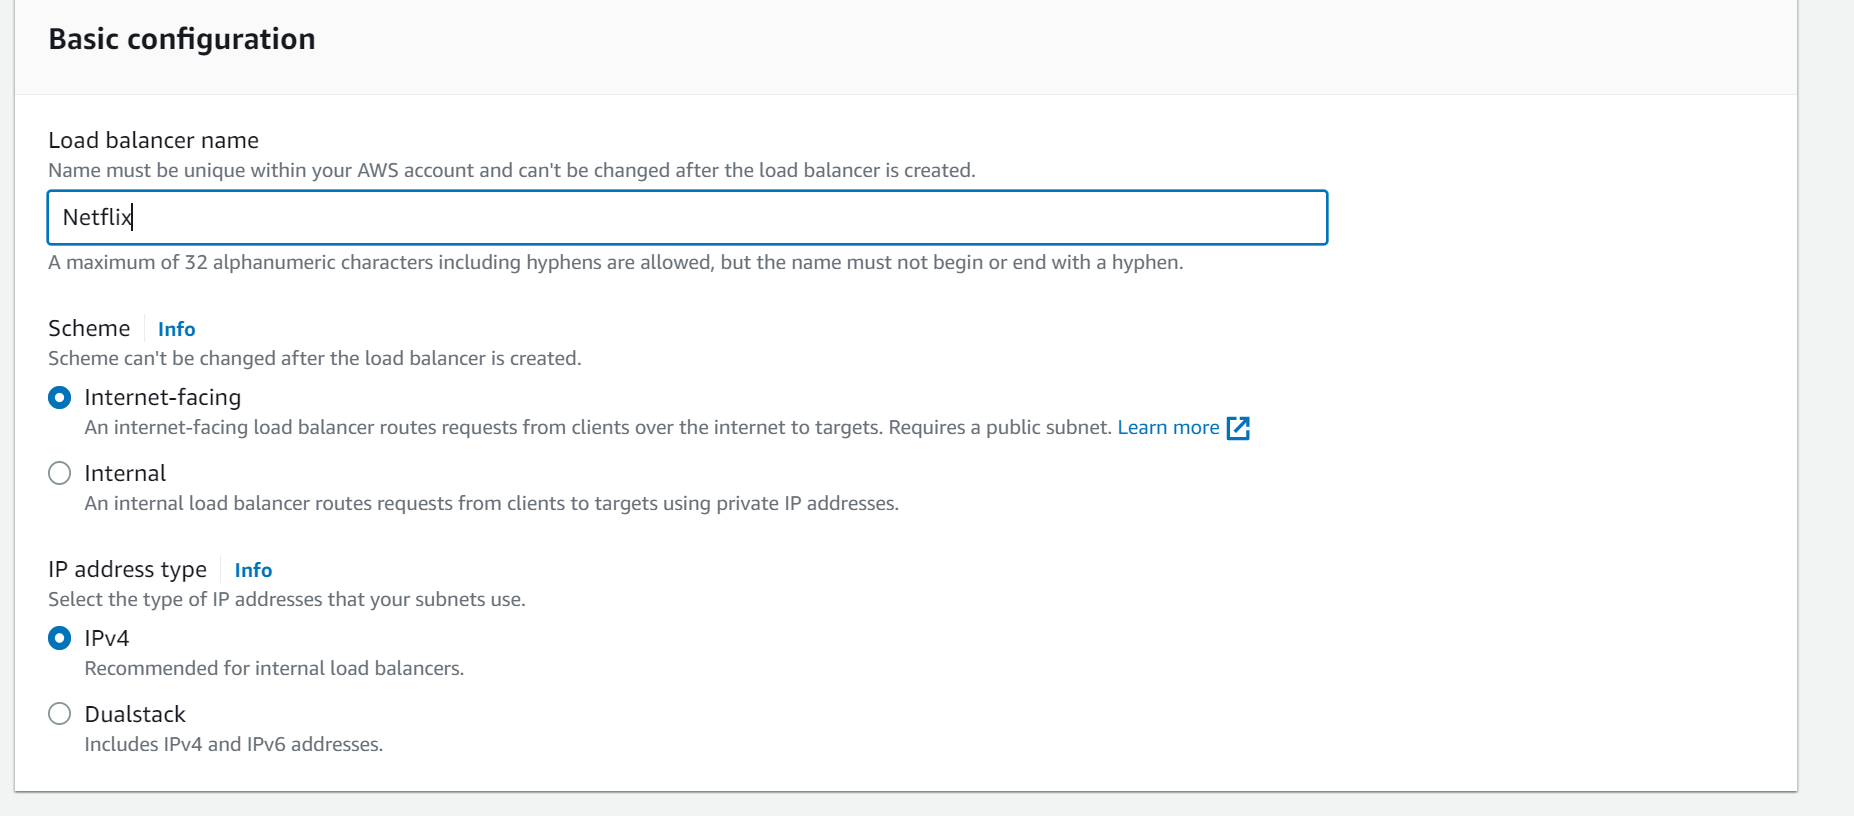 Basic configuration
Load balancer name
Name must be unique within your AWS account and can't be changed after the load balancer is created.
Netflix
A maximum of 32 alphanumeric characters including hyphens are allowed, but the name must not begin or end with a hyphen.
Scheme Info
Scheme can't be changed after the load balancer is created.
Internet-facing
An internet-facing load balancer routes requests from clients over the internet to targets. Requires a public subnet. Learn more
Internal
An internal load balancer routes requests from clients to targets using private IP addresses.
IP address type Info
Select the type of IP addresses that your subnets use.
IPv4
Recommended for internal load balancers.
Dualstack
Includes IPv4 and IPv6 addresses.